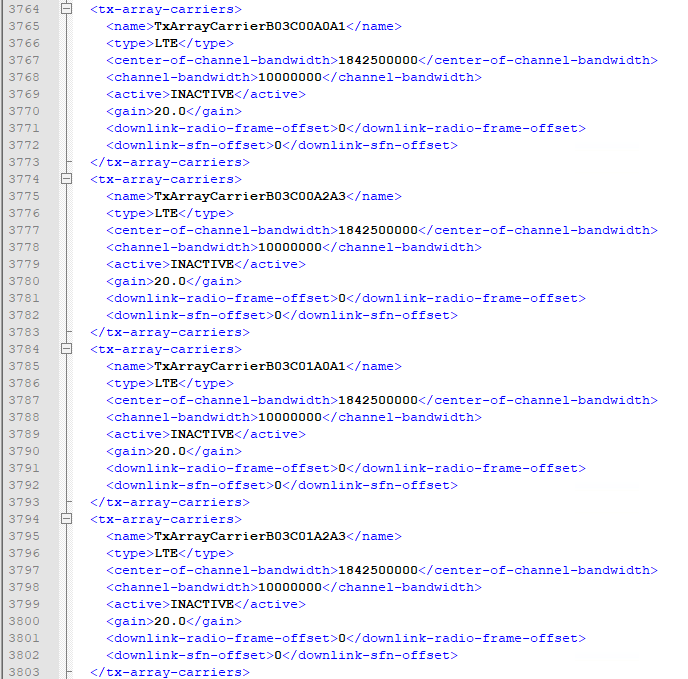 3764 <tx-array-carriers>
3765 <name>TxArrayCarrierB03C00A0A1</name>
3766 <type>LTE</type>
3767 <center-of-channel-bandwidth>1842500000</center-of-channel-bandwidth>
3768 <channel-bandwidth>10000000</channel-bandwidth>
3769 <active>INACTIVE</active>
3770 <gain>20.0</gain>
3771 <downlink-radio-frame-offset>0</downlink-radio-frame-offset>
3772 <downlink-sfn-offset>0</downlink-sfn-offset>
3773 </tx-array-carriers>
3774 <tx-array-carriers>
3775 <name>TxArrayCarrierB03C00A2A3</name>
3776 <type>LTE</type>
3777 <center-of-channel-bandwidth>1842500000</center-of-channel-bandwidth>
3778 <channel-bandwidth>10000000</channel-bandwidth>
3779 <active>INACTIVE</active>
3780 <gain>20.0</gain>
3781 <downlink-radio-frame-offset>0</downlink-radio-frame-offset>
3782 <downlink-sfn-offset>0</downlink-sfn-offset>
3783 </tx-array-carriers>
3784 <tx-array-carriers>
3785 <name>TxArrayCarrierB03C01A0A1</name>
3786 <type>LTE</type>
3787 <center-of-channel-bandwidth>1842500000</center-of-channel-bandwidth>
3788 <channel-bandwidth>10000000</channel-bandwidth>
3789 <active>INACTIVE</active>
3790 <gain>20.0</gain>
3791 <downlink-radio-frame-offset>0</downlink-radio-frame-offset>
3792 <downlink-sfn-offset>0</downlink-sfn-offset>
3793 </tx-array-carriers>
3794 <tx-array-carriers>
3795 <name>TxArrayCarrierB03C01A2A3</name>
3796 <type>LTE</type>
3797 <center-of-channel-bandwidth>1842500000</center-of-channel-bandwidth>
3798 <channel-bandwidth>10000000</channel-bandwidth>
3799 <active>INACTIVE</active>
3800 <gain>20.0</gain>
3801 <downlink-radio-frame-offset>0</downlink-radio-frame-offset>
3802 <downlink-sfn-offset>0</downlink-sfn-offset>
3803 </tx-array-carriers>